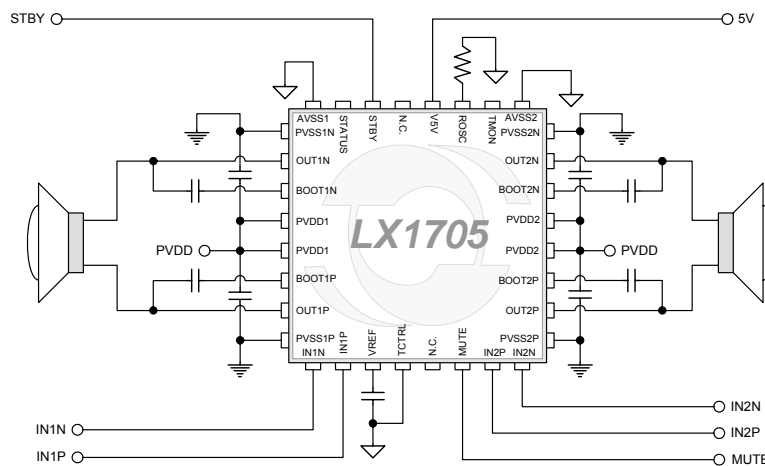 STBY
5V
AVSS1
STATUS
STBY
N.C.
V5V
ROSC
TMON
AVSS2
PVSS1N
PVSS2N
OUT1N
OUT2N
BOOT1N
BOOT2N
PVDD1
PVDD2
LX1705
PVDD
PVDD1
PVDD2
PVDD
BOOT1P
BOOT2P
OUT1P
OUT2P
PVSS1P
PVSS2P
IN1N
IN1P
VREF
TCTRL
N.C.
MUTE
IN2P
IN2N
IN2N
IN1N
IN2P
IN1P
MUTE